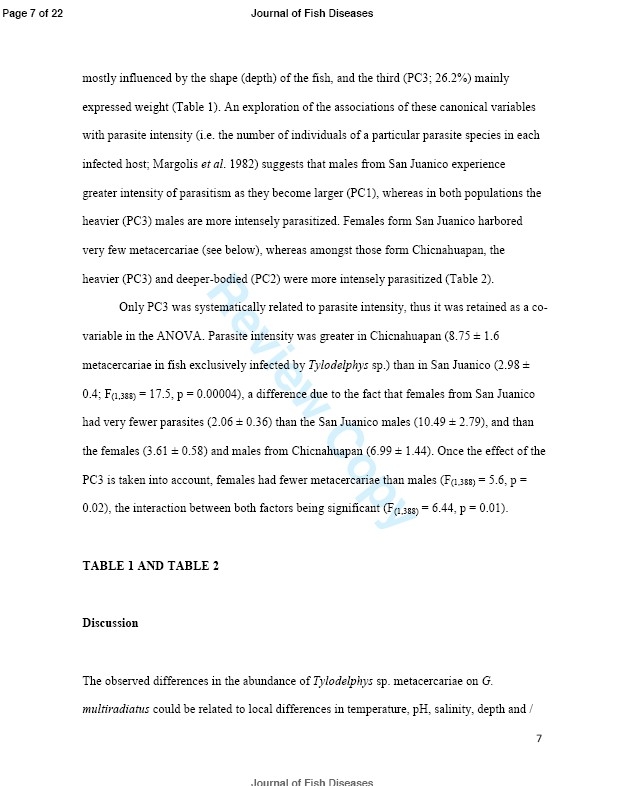 Page 7 of 22
Journal of Fish Diseases
mostly influenced by the shape (depth) of the fish, and the third (PC3; 26.2%) mainly
expressed weight (Table 1). An exploration of the associations of these canonical variables
with parasite intensity (i.e. the number of individuals of a particular parasite species in each
infected host; Margolis et al. 1982) suggests that males from San Juanico experience
greater intensity of parasitism as they become larger (PC1), whereas in both populations the
heavier (PC3) males are more intensely parasitized. Females form San Juanico harbored
very few metacercariae (see below), whereas amongst those form Chicnahuapan, the
heavier (PC3) and deeper-bodied (PC2) were more intensely parasitized (Table 2).
Only PC3 was systematically related to parasite intensity, thus it was retained as a co-
variable in the ANOVA. Parasite intensity was greater in Chicnahuapan (8.75 ± 1.6
metacercariae in fish exclusively infected by Tylodelphys sp.) than in San Juanico (2.98 ±
0.4; F(1,388) = 17.5, p = 0.00004), a difference due to the fact that females from San Juanico
had very fewer parasites (2.06 ± 0.36) than the San Juanico males (10.49 ± 2.79), and than
the females (3.61 ± 0.58) and males from Chicnahuapan (6.99 ± 1.44). Once the effect of the
PC3 is taken into account, females had fewer metacercariae than males (F(1,388) = 5.6, p =
0.02), the interaction between both factors being significant (F(1,388) = 6.44, p = 0.01).
TABLE 1 AND TABLE 2
Discussion
The observed differences in the abundance of Tylodelphys sp. metacercariae on G.
multiradiatus could be related to local differences in temperature, pH, salinity, depth and /
7
Journal of Fish Diseases
Review Copy